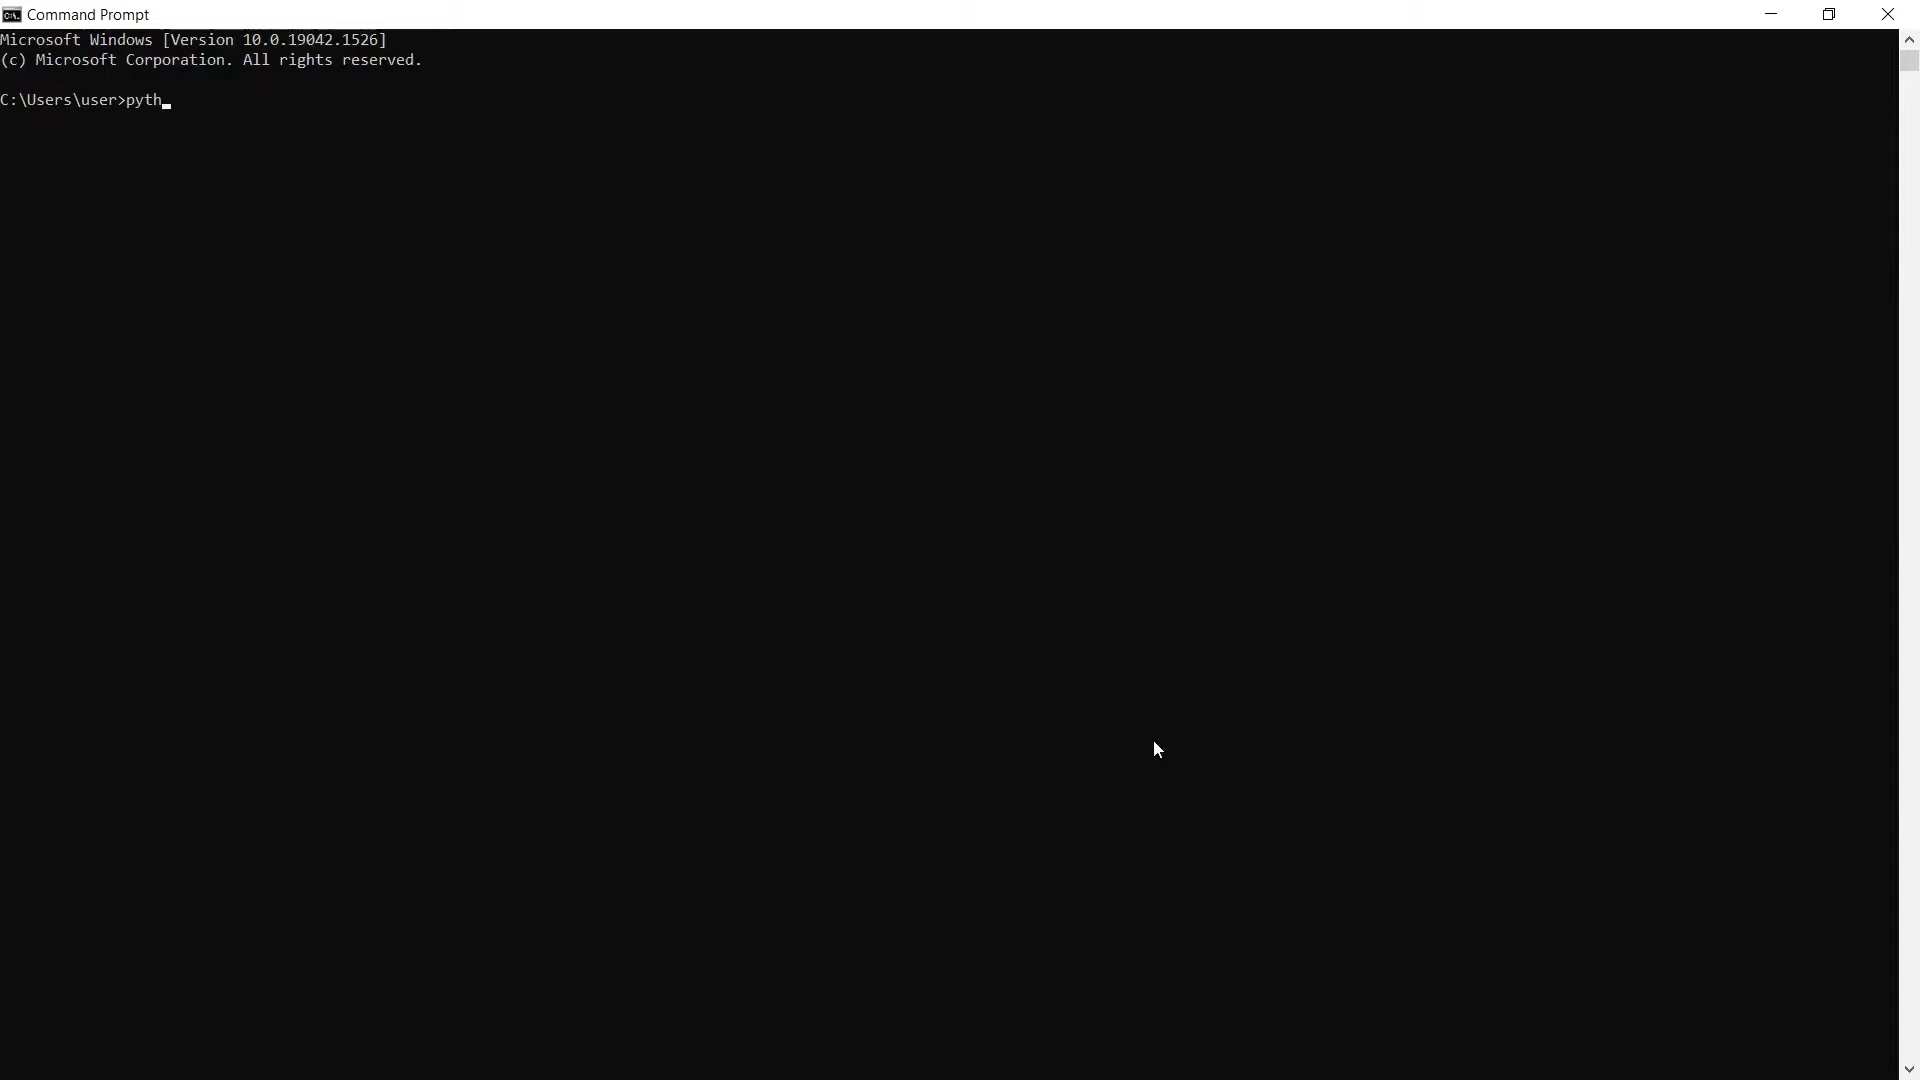 Command Prompt
Microsoft Windows [Version 10.0.19042.1526]
(c) Microsoft Corporation. All rights reserved.
C:\Users\user>pyth